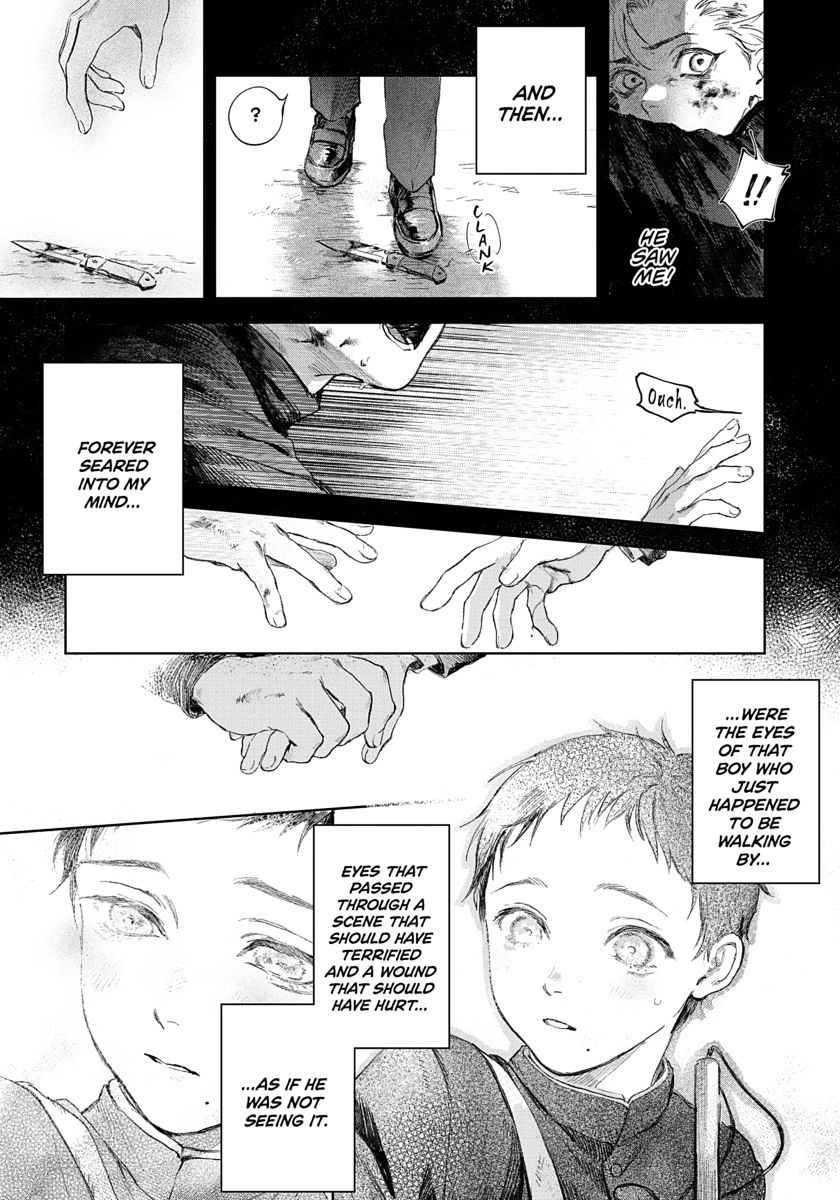 !!
HE
SAW
ME!
AND
THEN...
?
CLANK
Ouch.
FOREVER
SEARED
INTO MY
MIND...
...WERE
THE EYES
OF THAT
BOY WHO
JUST
HAPPENED
TO BE
WALKING
BY...
EYES THAT
PASSED
THROUGH A
SCENE THAT
SHOULD HAVE
TERRIFIED
AND A WOUND
THAT SHOULD
HAVE HURT...
...AS IF HE
WAS NOT
SEEING IT.